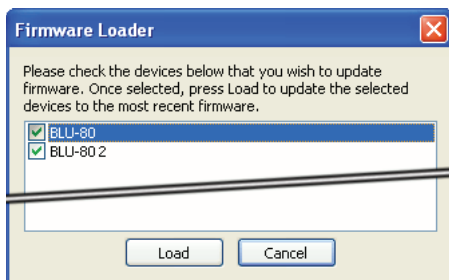 Firmware Loader
Please check the devices below that you wish to update
firmware. Once selected, press Load to update the selected
devices to the most recent firmware.
BLU-80
BLU-80 2
Load Cancel